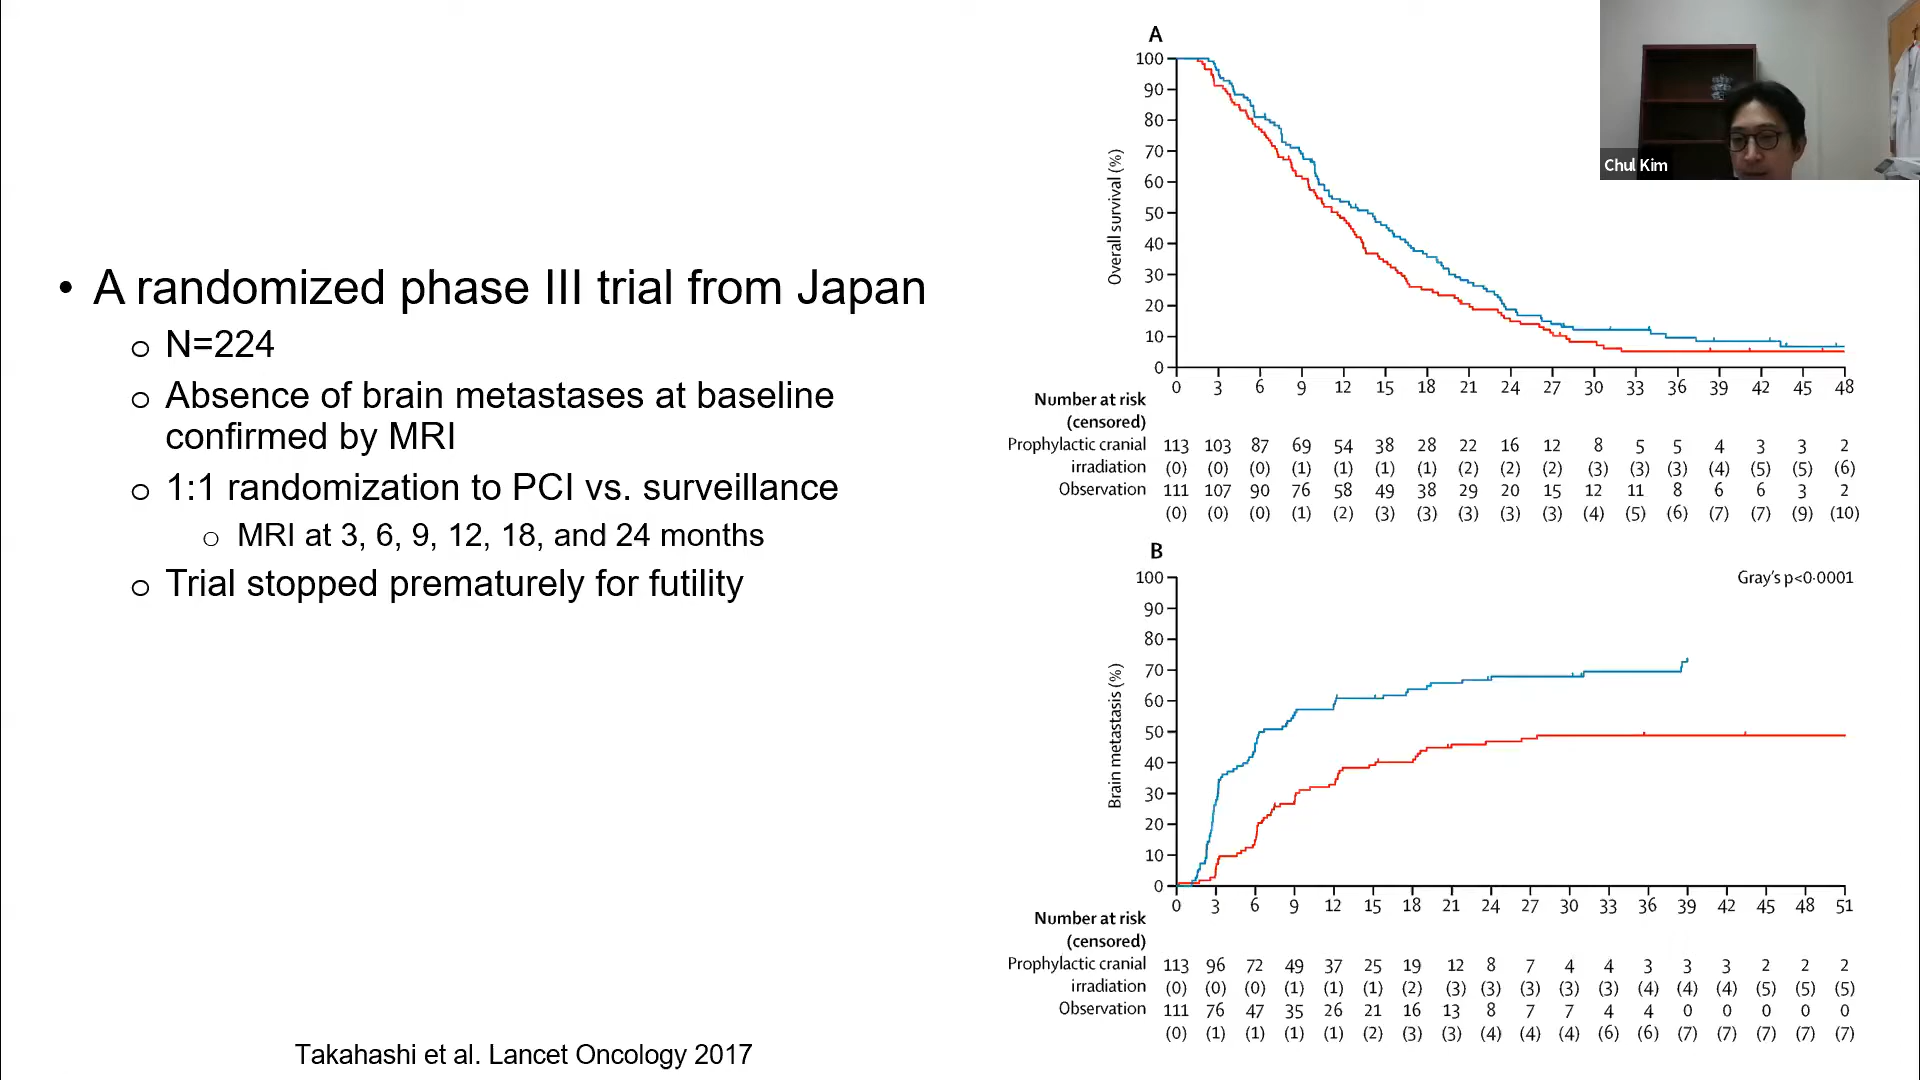 • A randomized phase III trial from Japan
o N=224
o Absence of brain metastases at baseline
confirmed by MRI
o 1:1 randomization to PCI vs. surveillance
o MRI at 3, 6, 9, 12, 18, and 24 months
o Trial stopped prematurely for futility
Takahashi et al. Lancet Oncology 2017
A
Overall survival (%)
100
90
80
70
60
50
40
30
20
10
0
0 3 6 9 12 15 18 21 24 27 30 33 36 39 42 45 48
Number at risk
(censored)
Prophylactic cranial 113 103 87 69 54 38 28 22 16 12 8 5 5 4 3 3 2
irradiation (0) (0) (0) (1) (1) (1) (1) (2) (2) (2) (3) (3) (3) (4) (5) (5) (6)
Observation 111 107 90 76 58 49 38 29 20 15 12 11 8 6 6 3 2
(0) (0) (0) (1) (2) (3) (3) (3) (3) (3) (4) (5) (6) (7) (7) (9) (10)
B
Gray's p<0·0001
Brain metastasis (%)
100
90
80
70
60
50
40
30
20
10
0
0 3 6 9 12 15 18 21 24 27 30 33 36 39 42 45 48 51
Number at risk
(censored)
Prophylactic cranial 113 96 72 49 37 25 19 12 8 7 4 4 3 3 3 2 2 2
irradiation (0) (0) (0) (1) (1) (1) (2) (3) (3) (3) (3) (3) (4) (4) (4) (5) (5) (5)
Observation 111 76 47 35 26 21 16 13 8 7 7 4 4 0 0 0 0 0
(0) (1) (1) (1) (1) (2) (3) (3) (4) (4) (4) (6) (6) (7) (7) (7) (7) (7)
Chul Kim